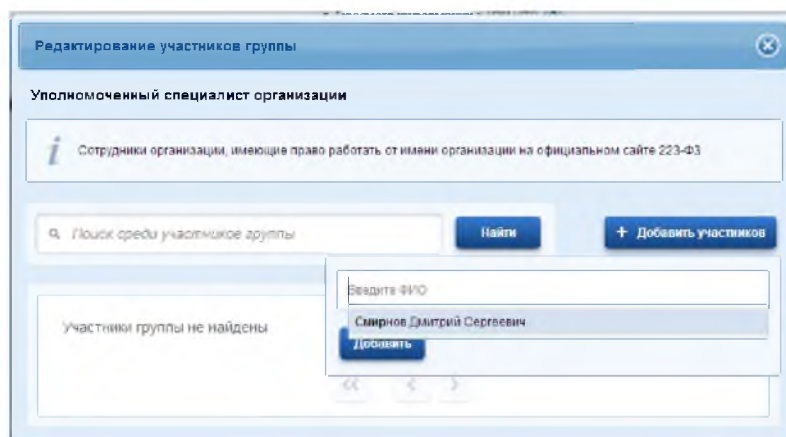 Редактирование участников группы
Уполномоченный специалист организации
Сотрудники организации, имеющие право работать от имени организации на официальном сайте 223-ФЗ
Поиск среди участников группы
Найти
+ Добавить участников
Введите ФИО
Смирнов Дмитрий Сергеевич
Участники группы не найдены
Добавить